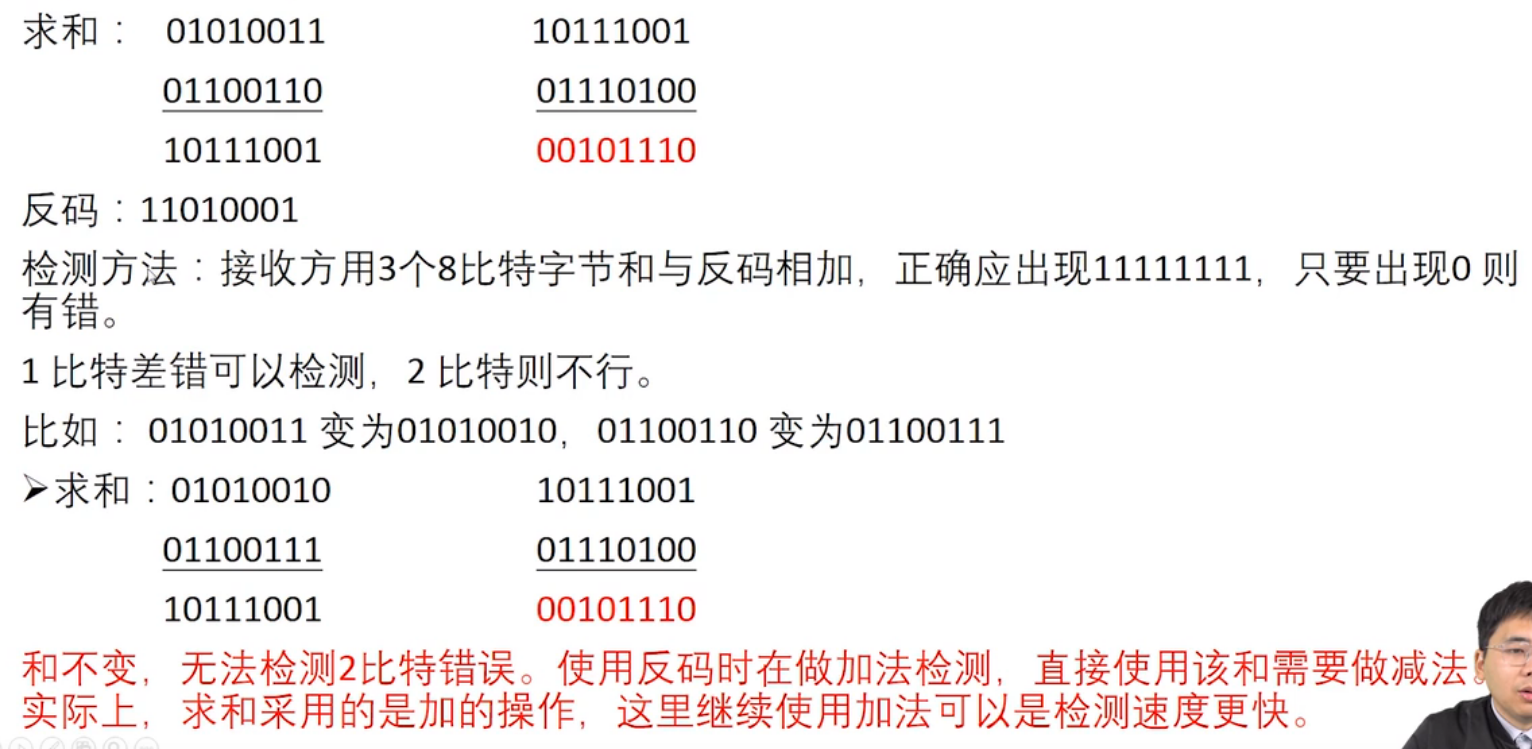 求和： 01010011 10111001
01100110 01110100
10111001 00101110
反码：11010001
检测方法：接收方用3个8比特字节和与反码相加，正确应出现11111111，只要出现0 则
有错。
1 比特差错可以检测，2 比特则不行。
比如： 01010011 变为01010010，01100110 变为01100111
➢求和：01010010 10111001
01100111 01110100
10111001 00101110
和不变，无法检测2比特错误。使用反码时在做加法检测，直接使用该和需要做减法。
实际上，求和采用的是加的操作，这里继续使用加法可以是检测速度更快。